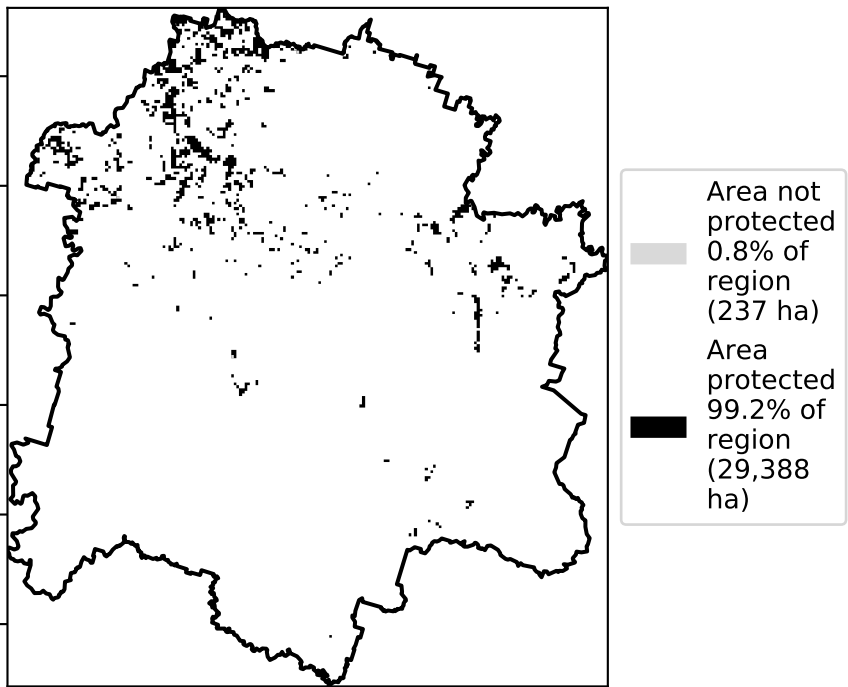 Area not
protected
0.8% of
region
(237 ha)
Area
protected
99.2% of
region
(29,388
ha)